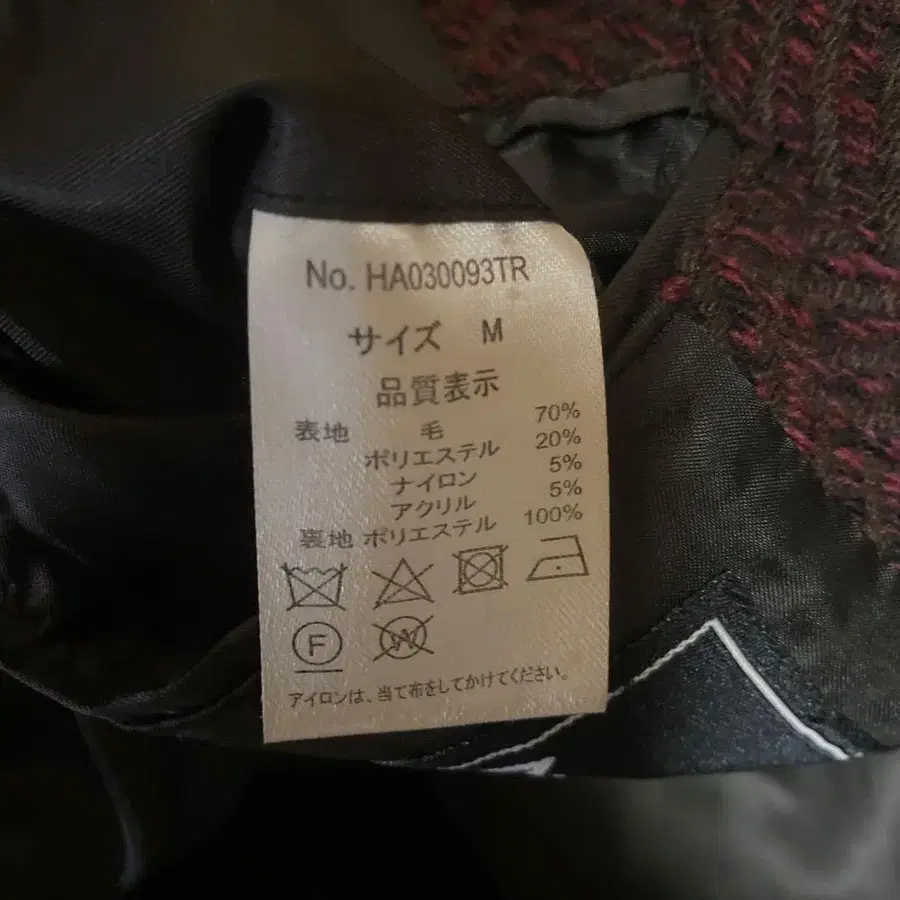 No. HA030093TR
サイズ M
品質表示
表地 毛 70%
ポリエステル 20%
ナイロン 5%
アクリル 5%
裏地 ポリエステル 100%
F W
アイロンは、当て布をしてかけてください。